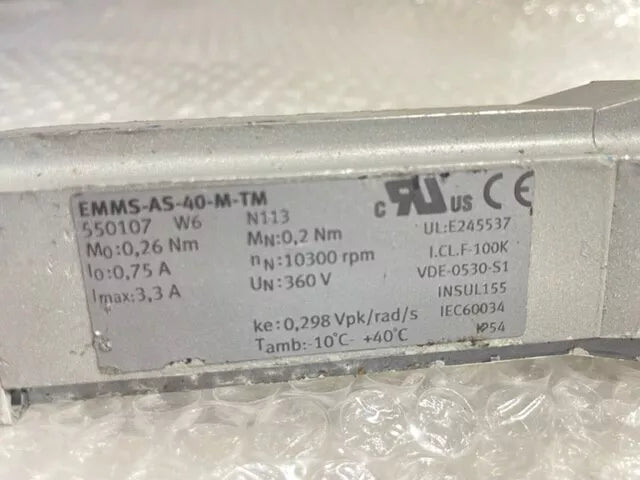 EMMS-AS-40-M-TM
550107 W6 N113
M0:0,26 Nm MN:0,2 Nm
I0:0,75 A nN:10300 rpm
Imax:3,3 A UN:360 V
ke:0,298 Vpk/rad/s
Tamb:-10°C- +40°C
c RU US CE
UL:E245537
I.CL.F-100K
VDE-0530-S1
INSUL155
IEC60034
IP54